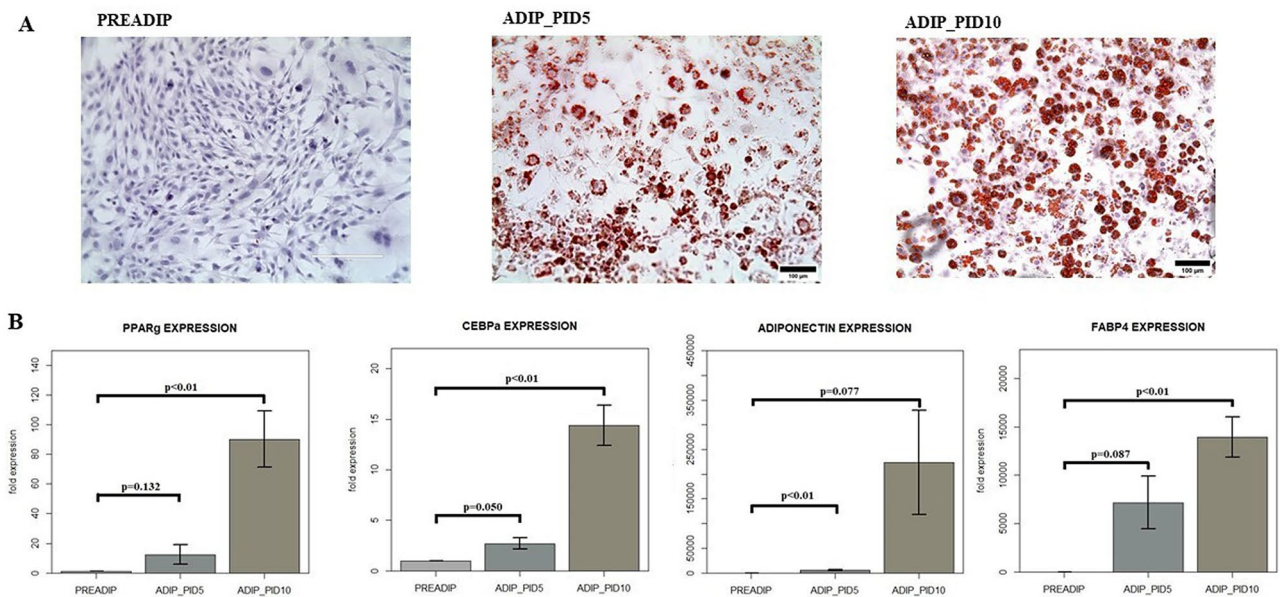 A
PREADIP
ADIP_PID5
ADIP_PID10
100 µm
100 µm
B
PPARg EXPRESSION
fold expression
0 20 40 60 80 100 120 140
p<0.01
p=0.132
PREADIP ADIP_PID5 ADIP_PID10
CEBPa EXPRESSION
fold expression
0 5 10 15 20
p<0.01
p=0.050
PREADIP ADIP_PID5 ADIP_PID10
ADIPONECTIN EXPRESSION
0 50000 150000 250000 350000 450000
p=0.077
p<0.01
PREADIP ADIP_PID5 ADIP_PID10
FABP4 EXPRESSION
fold expression
0 5000 10000 15000 20000
p<0.01
p=0.087
PREADIP ADIP_PID5 ADIP_PID10